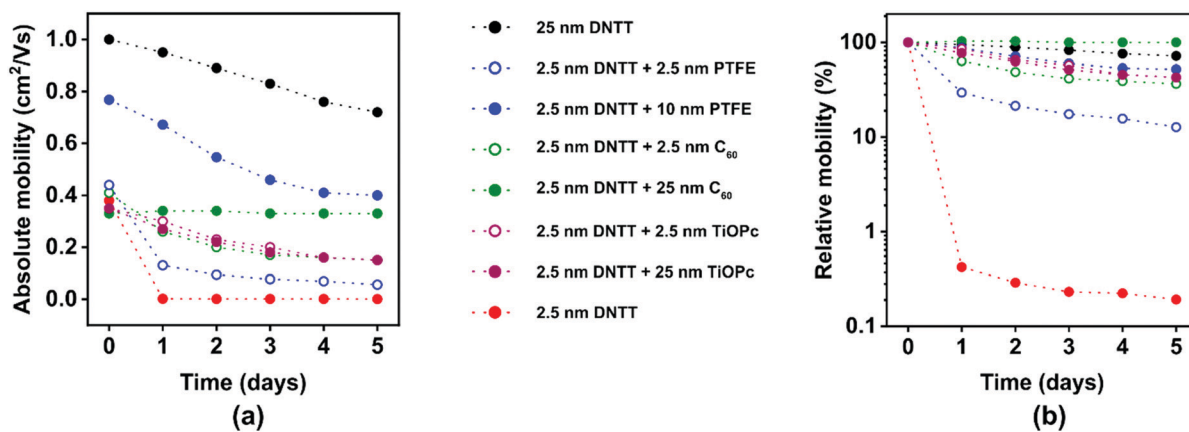 Absolute mobility (cm²/Vs)
1.0
0.8
0.6
0.4
0.2
0.0
0 1 2 3 4 5
Time (days)
(a)
25 nm DNTT
2.5 nm DNTT + 2.5 nm PTFE
2.5 nm DNTT + 10 nm PTFE
2.5 nm DNTT + 2.5 nm C₆₀
2.5 nm DNTT + 25 nm C₆₀
2.5 nm DNTT + 2.5 nm TiOPc
2.5 nm DNTT + 25 nm TiOPc
2.5 nm DNTT
Relative mobility (%)
100
10
1
0.1
0 1 2 3 4 5
Time (days)
(b)